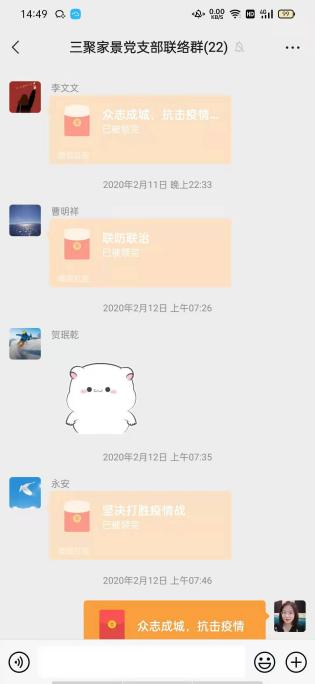 14:49
0.00
KB/S
HD
4G
99
三聚家景党支部联络群(22)
李文文
众志成城，抗击疫情...
已被领完
微信红包
2020年2月11日 晚上22:33
曹明祥
联防联治
已被领完
微信红包
2020年2月12日 上午07:26
贺珉乾
2020年2月12日 上午07:35
永安
坚决打胜疫情战
已被领完
微信红包
2020年2月12日 上午07:46
众志成城，抗击疫情